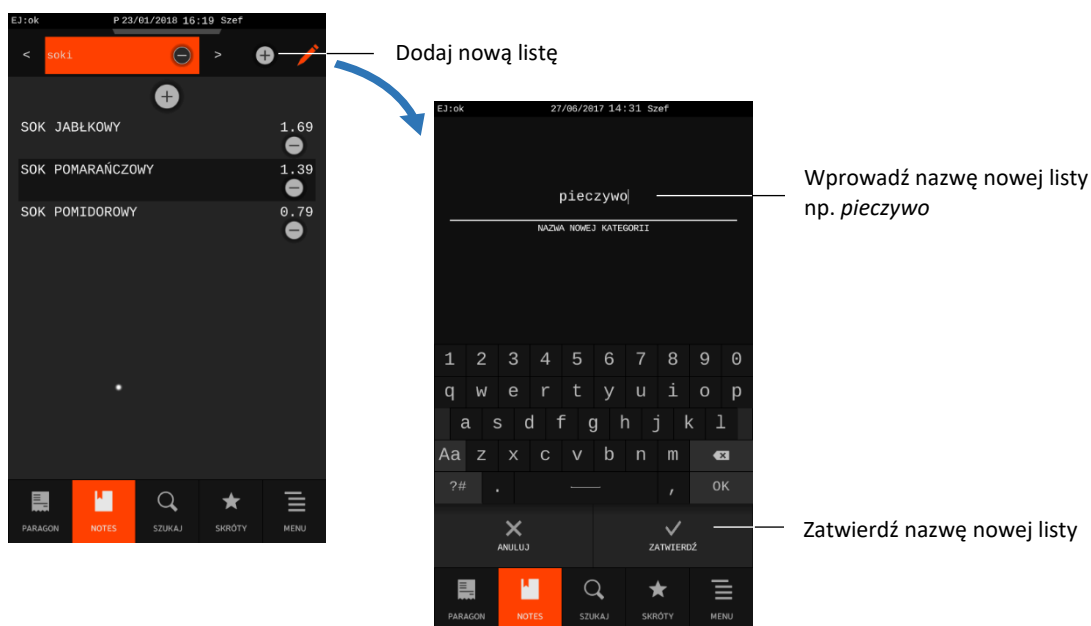 EJ:ok P 23/01/2018 16:19 Szef
< soki >
SOK JABŁKOWY 1.69
SOK POMARAŃCZOWY 1.39
SOK POMIDOROWY 0.79
PARAGON NOTES SZUKAJ SKRÓTY MENU
Dodaj nową listę
EJ:ok 27/06/2017 14:31 Szef
pieczywo
NAZWA NOWEJ KATEGORII
1 2 3 4 5 6 7 8 9 0
q w e r t y u i o p
a s d f g h j k l
Aa z x c v b n m
?# . , OK
ANULUJ ZATWIERDŹ
PARAGON NOTES SZUKAJ SKRÓTY MENU
Wprowadź nazwę nowej listy
np. pieczywo
Zatwierdź nazwę nowej listy